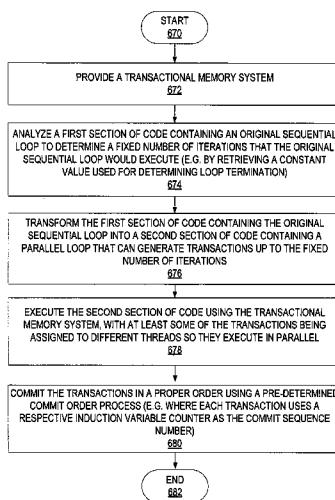 START
670
PROVIDE A TRANSACTIONAL MEMORY SYSTEM
672
ANALYZE A FIRST SECTION OF CODE CONTAINING AN ORIGINAL SEQUENTIAL
LOOP TO DETERMINE A FIXED NUMBER OF ITERATIONS THAT THE ORIGINAL
SEQUENTIAL LOOP WOULD EXECUTE (E.G. BY RETRIEVING A CONSTANT
VALUE USED FOR DETERMINING LOOP TERMINATION)
674
TRANSFORM THE FIRST SECTION OF CODE CONTAINING THE
ORIGINAL SEQUENTIAL LOOP INTO A SECOND SECTION OF CODE CONTAINING A
PARALLEL LOOP THAT CAN GENERATE TRANSACTIONS UP TO THE FIXED
NUMBER OF ITERATIONS
676
EXECUTE THE SECOND SECTION OF CODE USING THE TRANSACTIONAL
MEMORY SYSTEM, WITH AT LEAST SOME OF THE TRANSACTIONS BEING
ASSIGNED TO DIFFERENT THREADS SO THEY EXECUTE IN PARALLEL
678
COMMIT THE TRANSACTIONS IN A PROPER ORDER USING A PRE-DETERMINED
COMMIT ORDER PROCESS (E.G. WHERE EACH TRANSACTION USES A
RESPECTIVE INDUCTION VARIABLE COUNTER AS THE COMMIT SEQUENCE
NUMBER)
680
END
682